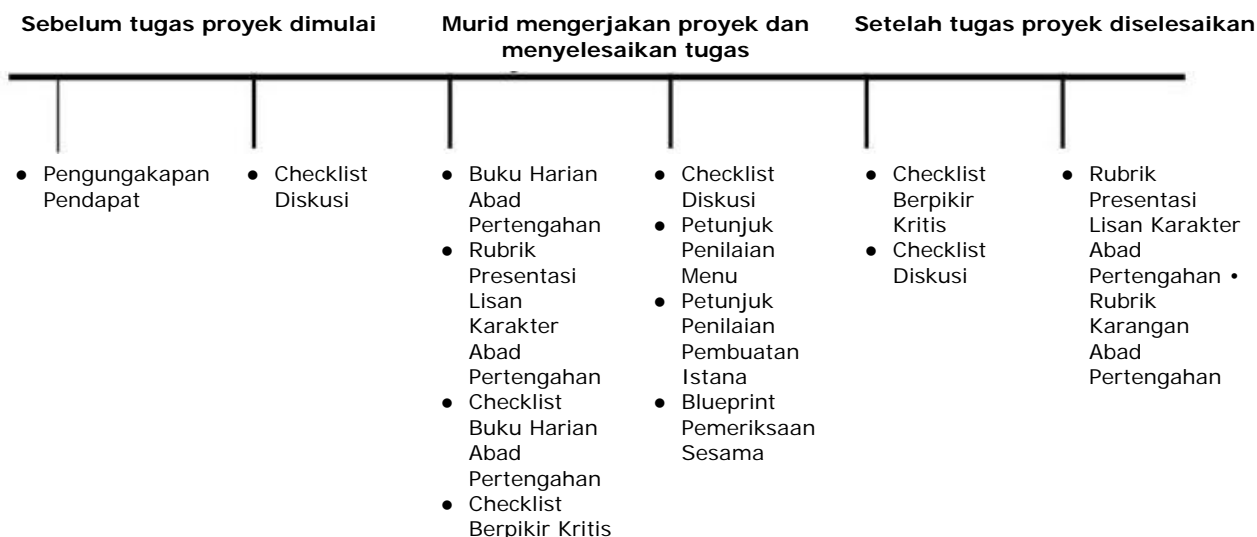 Sebelum tugas proyek dimulai
Murid mengerjakan proyek dan
menyelesaikan tugas
Setelah tugas proyek diselesaikan
● Pengungakapan
Pendapat
● Checklist
Diskusi
● Buku Harian
Abad
Pertengahan
● Rubrik
Presentasi
Lisan
Karakter
Abad
Pertengahan
● Checklist
Buku Harian
Abad
Pertengahan
● Checklist
Berpikir Kritis
● Checklist
Diskusi
● Petunjuk
Penilaian
Menu
● Petunjuk
Penilaian
Pembuatan
Istana
● Blueprint
Pemeriksaan
Sesama
● Checklist
Berpikir
Kritis
● Checklist
Diskusi
● Rubrik
Presentasi
Lisan Karakter
Abad
Pertengahan •
Rubrik
Karangan
Abad
Pertengahan